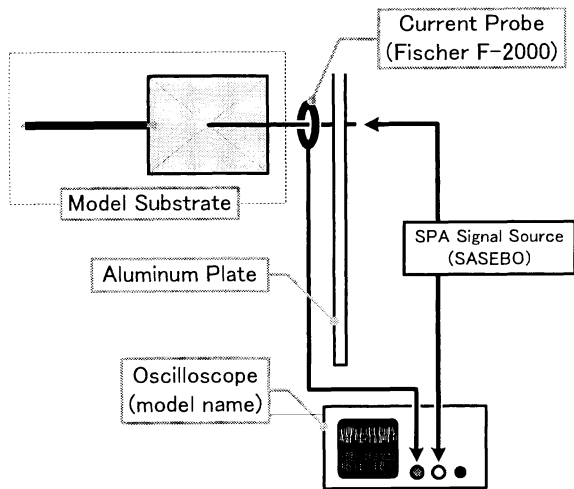 Current Probe
(Fischer F-2000)
Model Substrate
SPA Signal Source
(SASEBO)
Aluminum Plate
Oscilloscope
(model name)